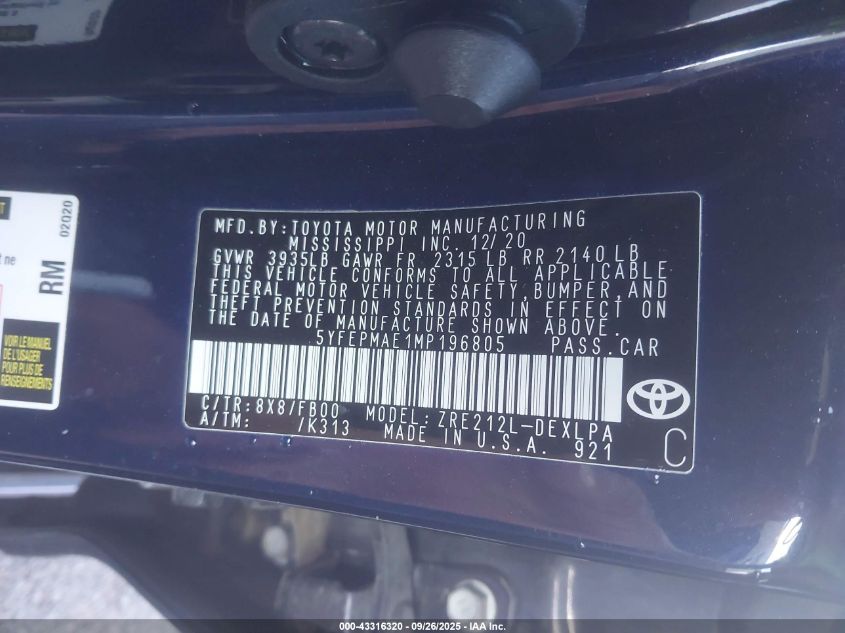 MFD.BY:TOYOTA MOTOR MANUFACTURING
MISSISSIPPI INC. 12/20
GVWR 3935LB GAWR FR 2315 LB RR 2140 LB
THIS VEHICLE CONFORMS TO ALL APPLICABLE
FEDERAL MOTOR VEHICLE SAFETY,BUMPER,AND
THEFT PREVENTION STANDARDS IN EFFECT ON
THE DATE OF MANUFACTURE SHOWN ABOVE.
5YFEPMAE1MP196805 PASS.CAR
C/TR:8X8/FB00 MODEL:ZRE212L-DEXLPA
A/TM: /K313 MADE IN U.S.A. 921
C
02020
RM
VOIR LE MANUEL
DE L'USAGER
POUR PLUS DE
RENSEIGNEMENTS
000-43316320 - 09/26/2025 - IAA Inc.